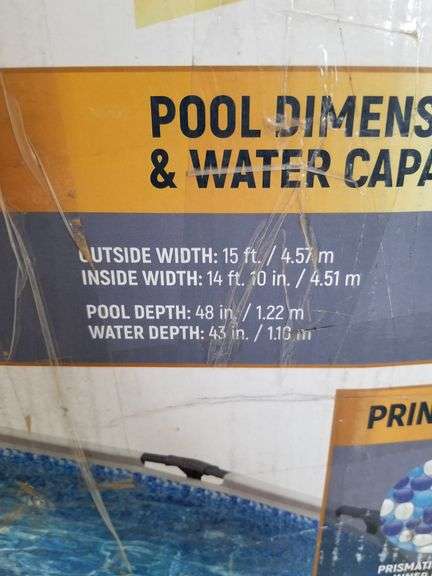 POOL DIMENS
& WATER CAPA
OUTSIDE WIDTH: 15 ft. / 4.57 m
INSIDE WIDTH: 14 ft. 10 in. / 4.51 m
POOL DEPTH: 48 in. / 1.22 m
WATER DEPTH: 43 in. / 1.10 m
PRIN
PRISMATI